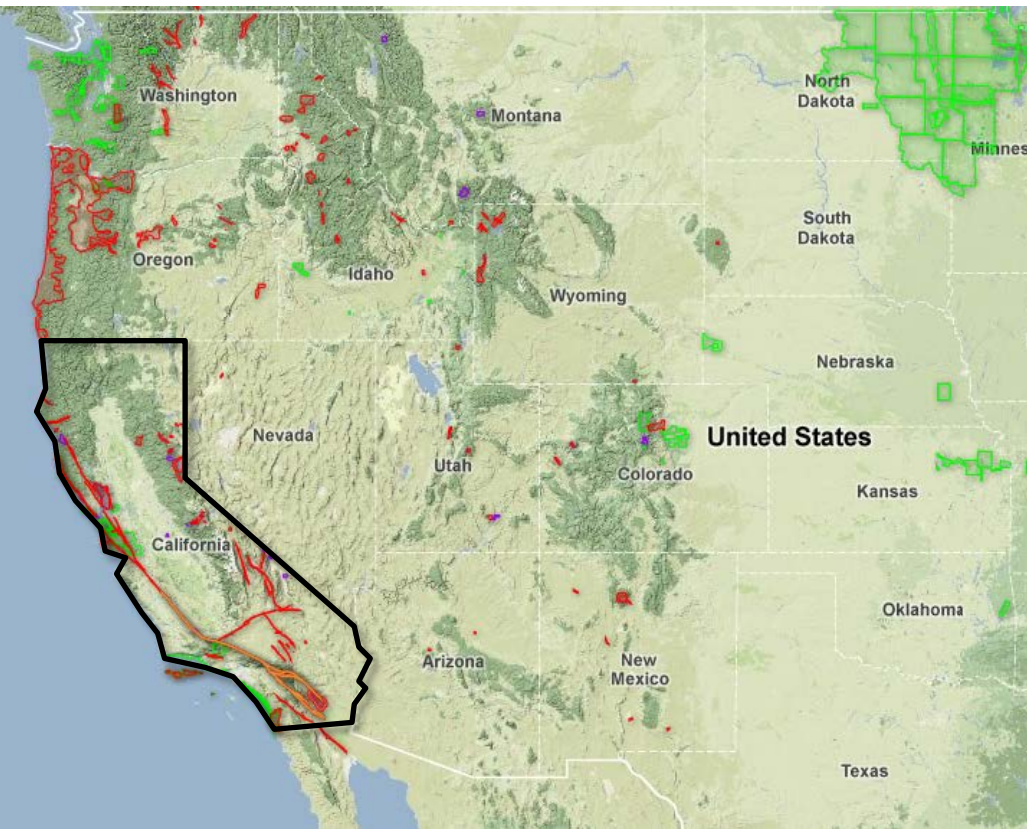 Washington
Montana
North
Dakota
Minnes
Oregon
Idaho
South
Dakota
Wyoming
Nebraska
Nevada
Utah
Colorado
United States
Kansas
California
Oklahoma
Arizona
New
Mexico
Texas